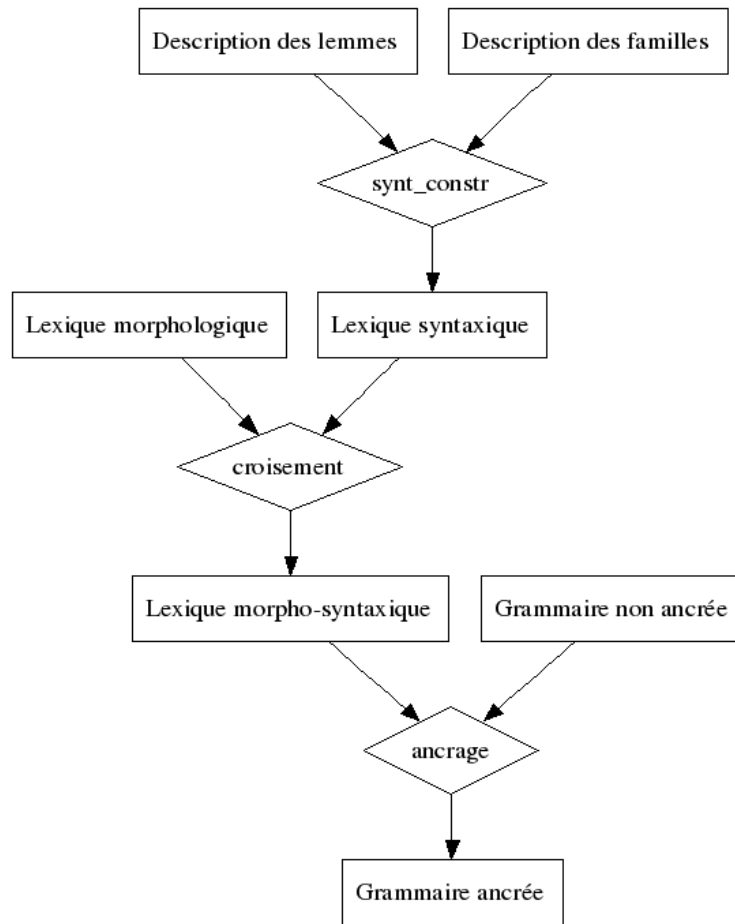 Description des lemmes
Description des familles
synt_constr
Lexique morphologique
Lexique syntaxique
croisement
Lexique morpho-syntaxique
Grammaire non ancrée
ancrage
Grammaire ancrée